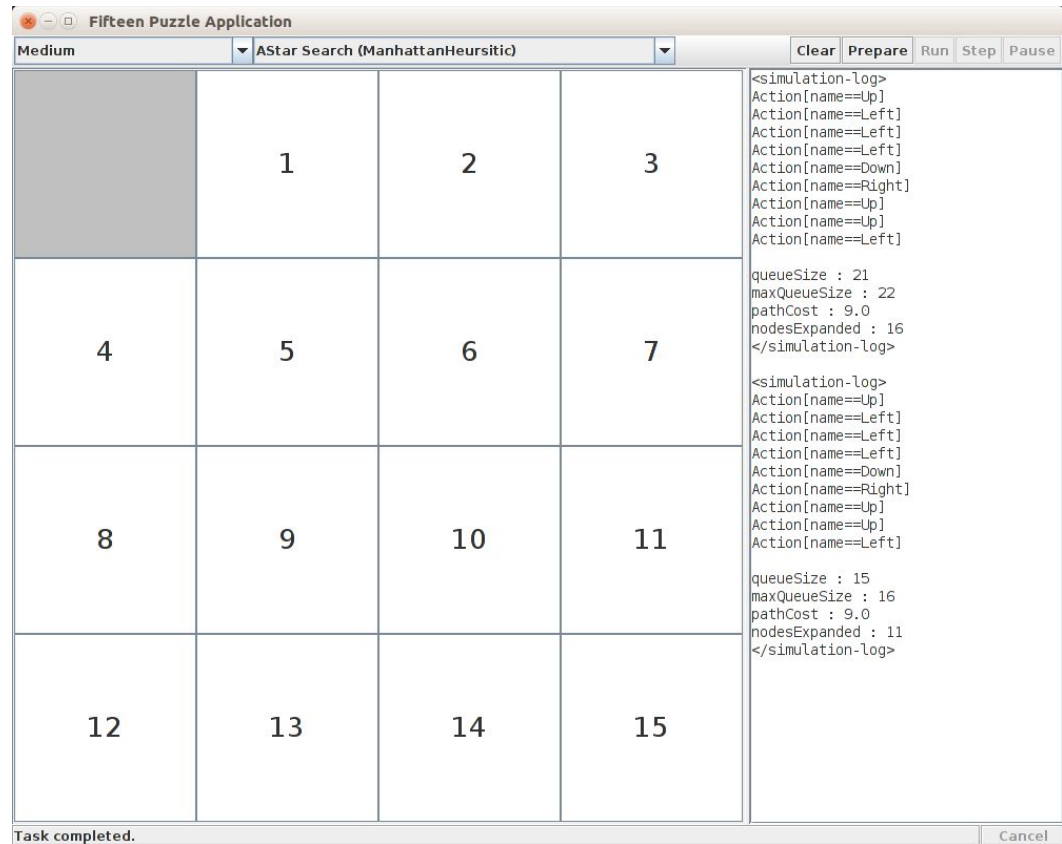 Fifteen Puzzle Application
Medium AStar Search (ManhattanHeursitic) Clear Prepare Run Step Pause
1 2 3
4 5 6 7
8 9 10 11
12 13 14 15
<simulation-log>
Action[name==Up]
Action[name==Left]
Action[name==Left]
Action[name==Left]
Action[name==Down]
Action[name==Right]
Action[name==Up]
Action[name==Up]
Action[name==Left]
queueSize : 21
maxQueueSize : 22
pathCost : 9.0
nodesExpanded : 16
</simulation-log>
<simulation-log>
Action[name==Up]
Action[name==Left]
Action[name==Left]
Action[name==Left]
Action[name==Down]
Action[name==Right]
Action[name==Up]
Action[name==Up]
Action[name==Left]
queueSize : 15
maxQueueSize : 16
pathCost : 9.0
nodesExpanded : 11
</simulation-log>
Task completed. Cancel